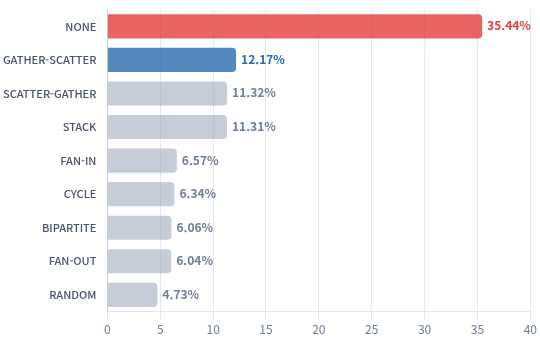 NONE 35.44%
GATHER-SCATTER 12.17%
SCATTER-GATHER 11.32%
STACK 11.31%
FAN-IN 6.57%
CYCLE 6.34%
BIPARTITE 6.06%
FAN-OUT 6.04%
RANDOM 4.73%
0 5 10 15 20 25 30 35 40